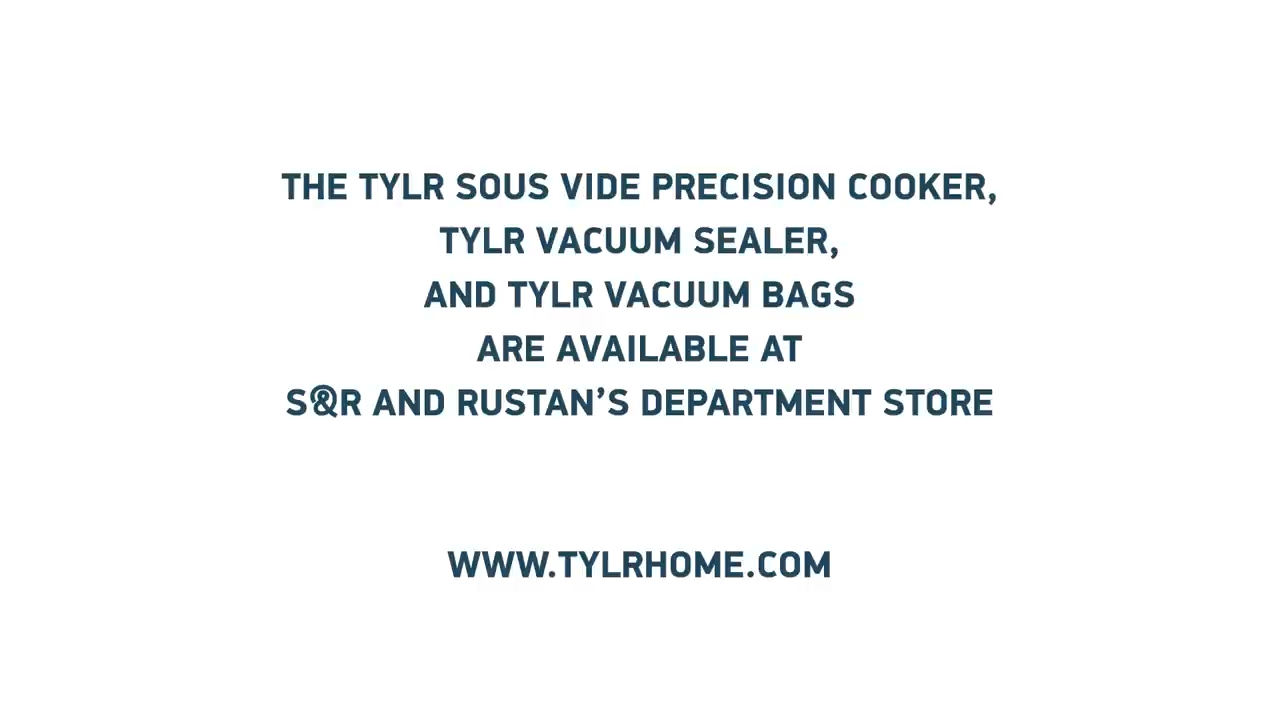 THE TYLR SOUS VIDE PRECISION COOKER,
TYLR VACUUM SEALER,
AND TYLR VACUUM BAGS
ARE AVAILABLE AT
S&R AND RUSTAN’S DEPARTMENT STORE
WWW.TYLRHOME.COM